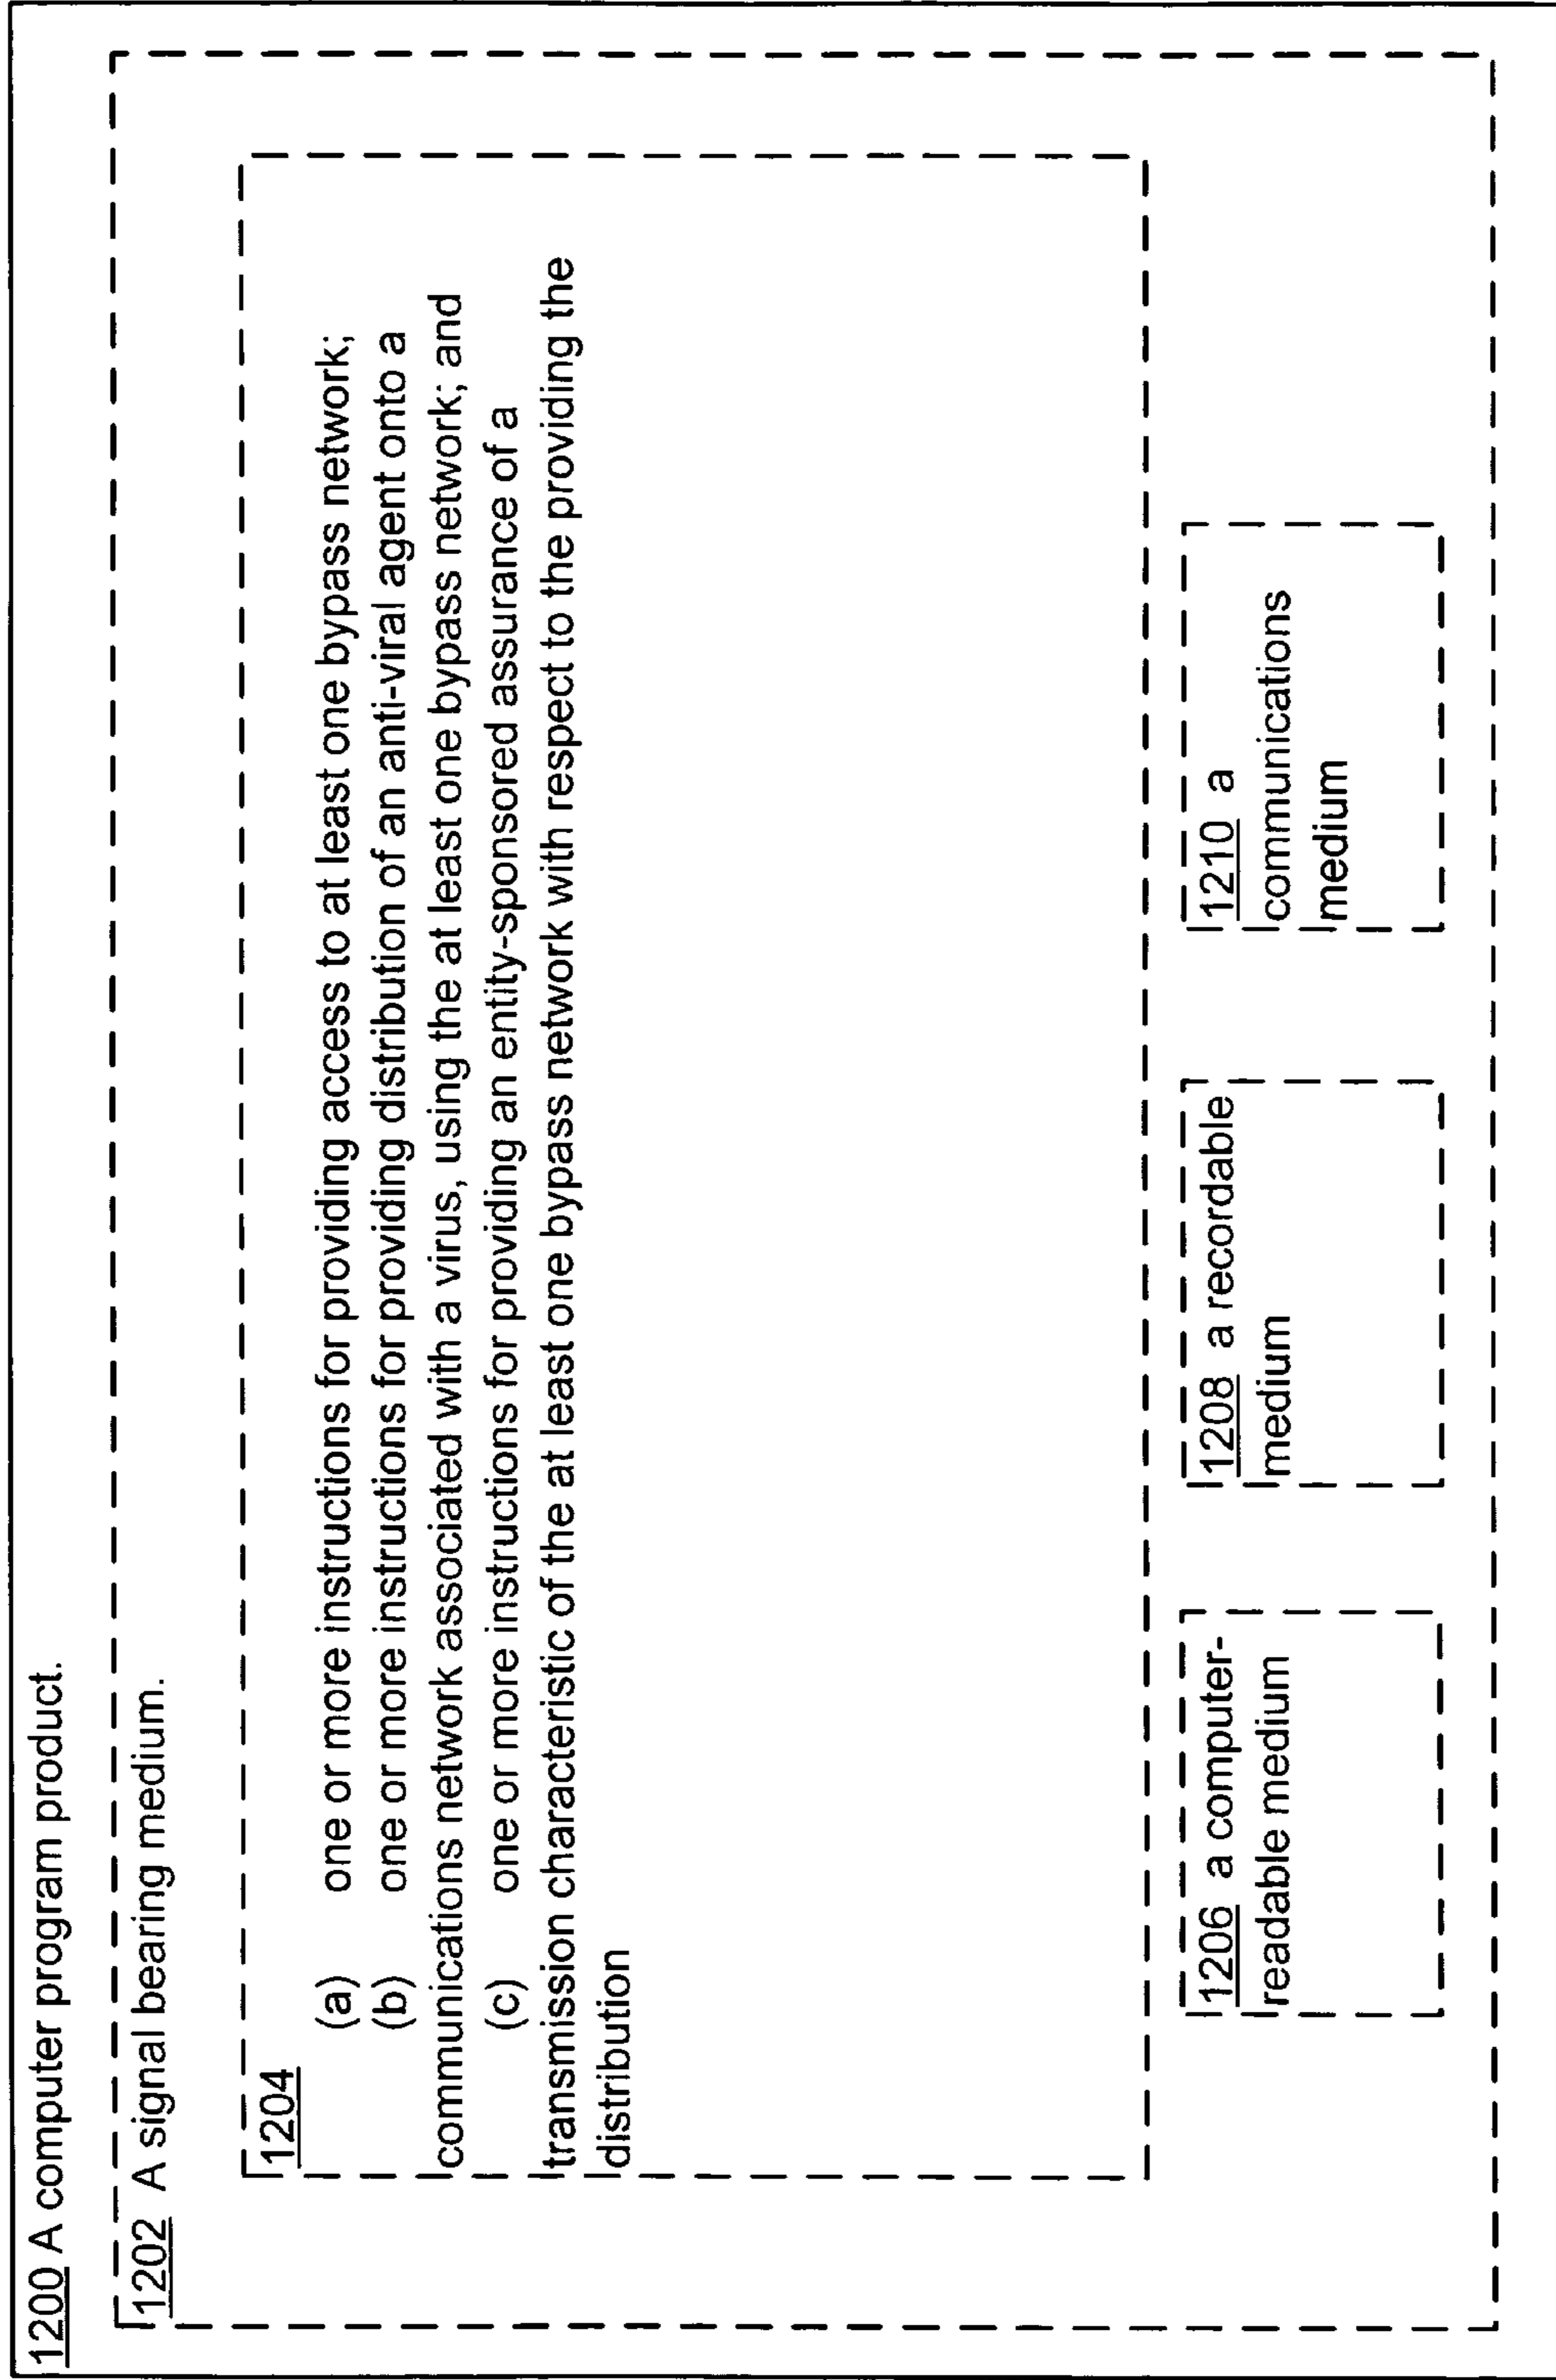 1200 A computer program product.
1202 A signal bearing medium.
1204
(a) one or more instructions for providing access to at least one bypass network;
(b) one or more instructions for providing distribution of an anti-viral agent onto a
communications network associated with a virus, using the at least one bypass network; and
(c) one or more instructions for providing an entity-sponsored assurance of a
transmission characteristic of the at least one bypass network with respect to the providing the
distribution
1206 a computer-
readable medium
1208 a recordable
medium
1210 a
communications
medium